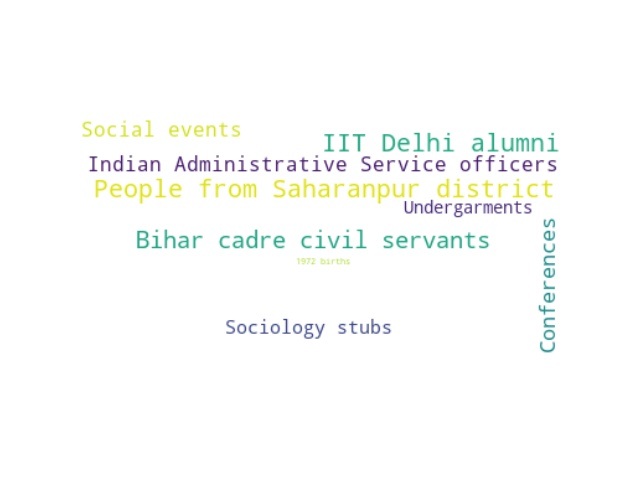 Social events
IIT Delhi alumni
Indian Administrative Service officers
People from Saharanpur district
Undergarments
Bihar cadre civil servants
1972 births
Conferences
Sociology stubs